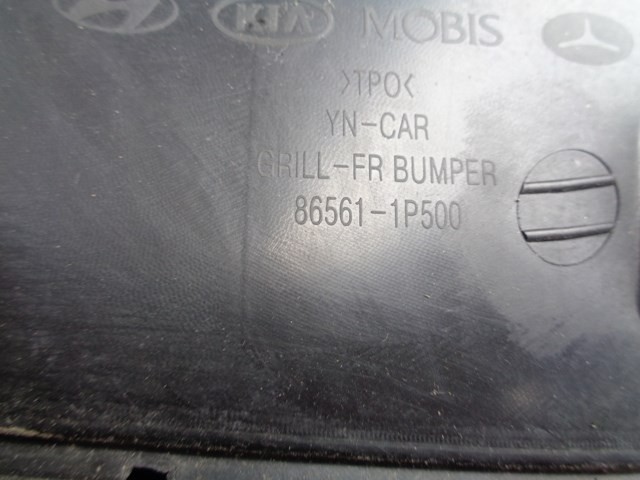 KIA MOBIS
>TPO<
YN-CAR
GRILL-FR BUMPER
86561-1P500